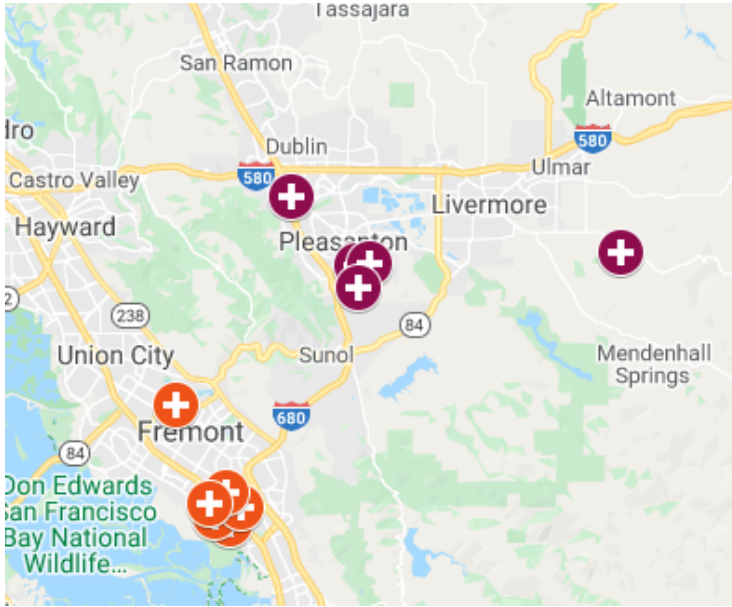 Tassajara
San Ramon
Altamont
dro
Dublin
580
580
Ulmar
Castro Valley
Livermore
Hayward
Pleasanton
2
238
84
Union City
Sunol
Mendenhall
Springs
680
Fremont
84
Don Edwards
San Francisco
Bay National
Wildlife...